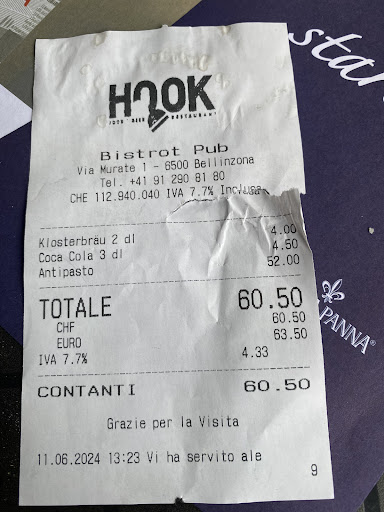 HOOK
FOOD BEER RESTAURANT
Bistrot Pub
Via Murate 1 - 6500 Bellinzona
Tel. +41 91 290 81 80
CHE 112.940.040 IVA 7.7% Inclusa
Klosterbräu 2 dl 4.00
Coca Cola 3 dl 4.50
Antipasto 52.00
TOTALE 60.50
CHF 60.50
EURO 63.50
IVA 7.7% 4.33
CONTANTI 60.50
Grazie per la Visita
11.06.2024 13:23 Vi ha servito ale
9
star
PANNA